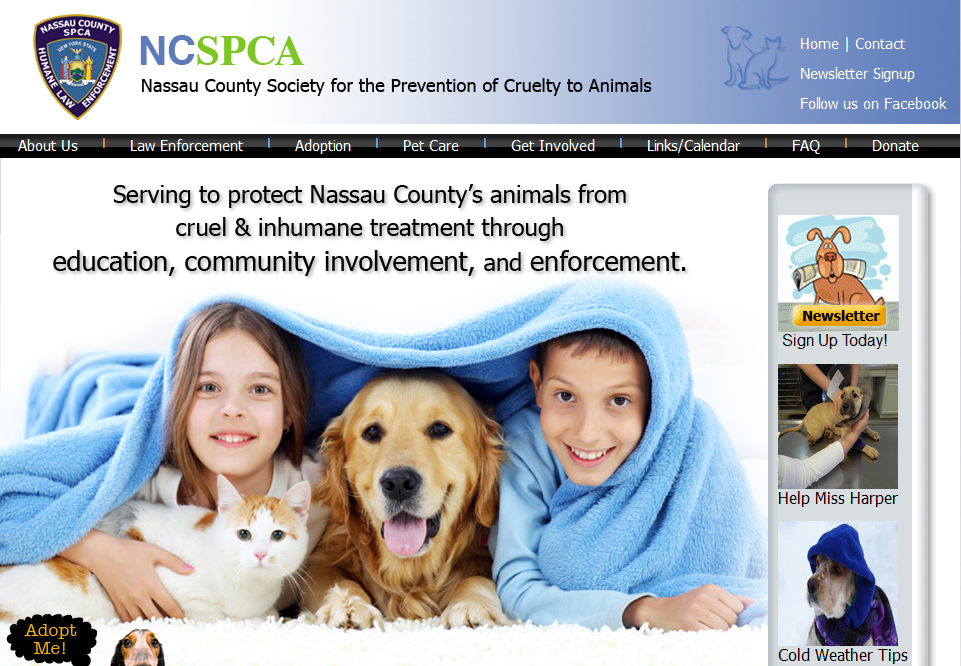 NASSAU COUNTY
SPCA
NEW YORK STATE
HUMANE LAW ENFORCEMENT
NCSPCA
Nassau County Society for the Prevention of Cruelty to Animals
Home | Contact
Newsletter Signup
Follow us on Facebook
About Us
Law Enforcement
Adoption
Pet Care
Get Involved
Links/Calendar
FAQ
Donate
Serving to protect Nassau County’s animals from
cruel & inhumane treatment through
education, community involvement, and enforcement.
Newsletter
Sign Up Today!
Help Miss Harper
Cold Weather Tips
Adopt
Me!